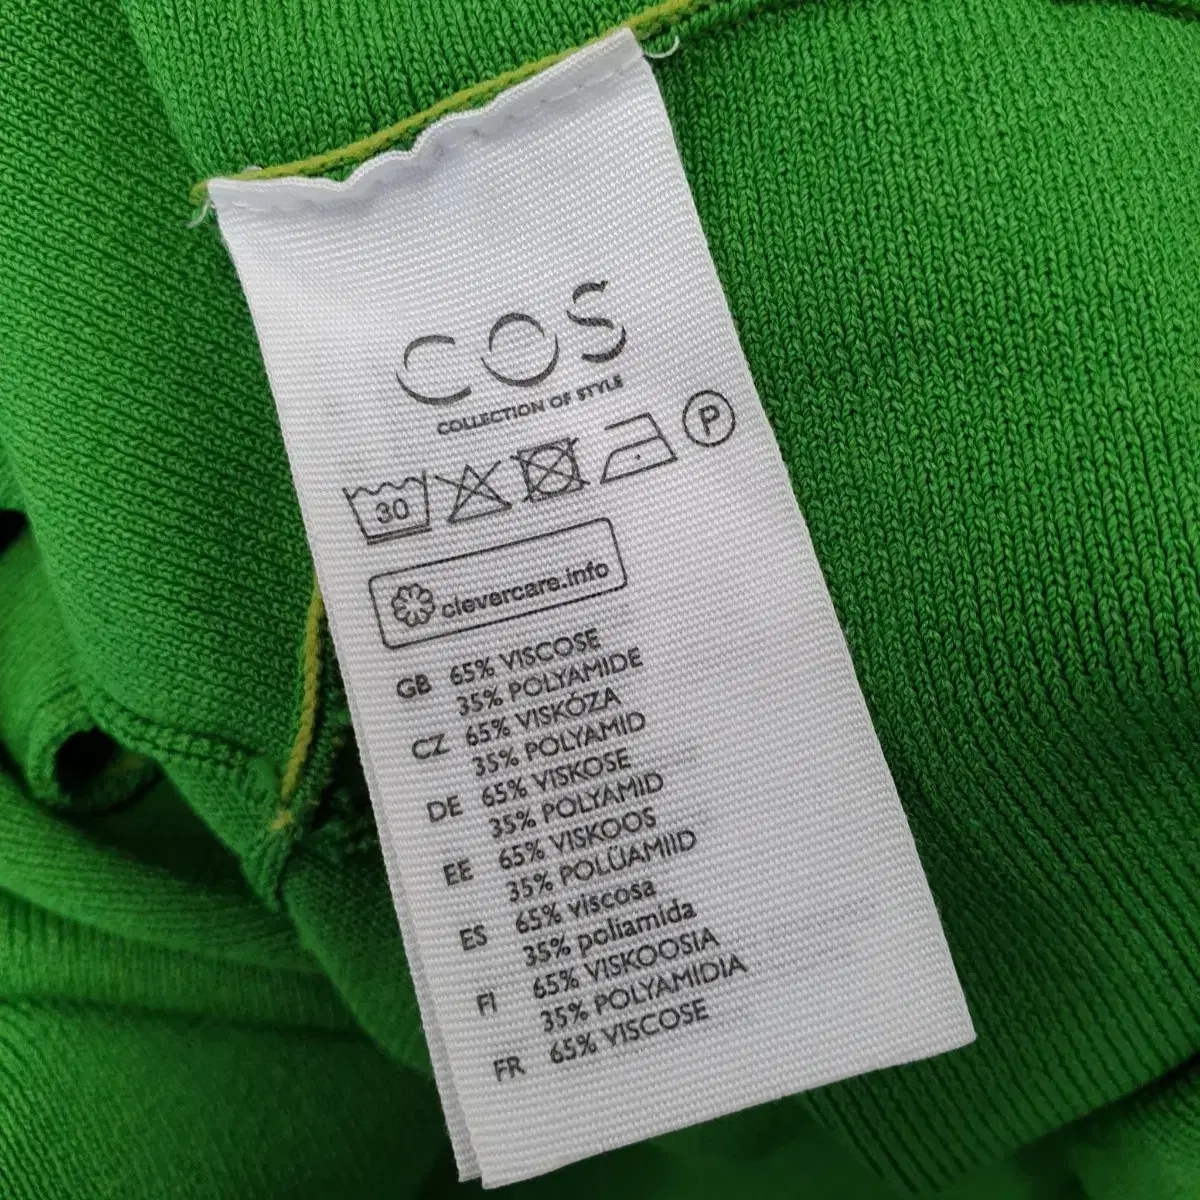 COS
COLLECTION OF STYLE
30 P
clevercare.info
GB 65% VISCOSE
35% POLYAMIDE
CZ 65% VISKÓZA
35% POLYAMID
DE 65% VISKOSE
35% POLYAMID
EE 65% VISKOOS
35% POLÜAMIID
ES 65% viscosa
35% poliamida
FI 65% VISKOOSIA
35% POLYAMIDIA
FR 65% VISCOSE